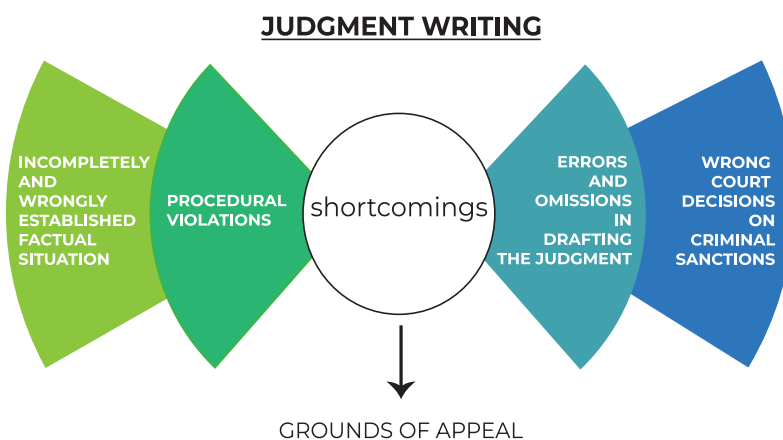 JUDGMENT WRITING
INCOMPLETELY
AND
WRONGLY
ESTABLISHED
FACTUAL
SITUATION
PROCEDURAL
VIOLATIONS
shortcomings
ERRORS
AND
OMISSIONS
IN
DRAFTING
THE JUDGMENT
WRONG
COURT
DECISIONS
ON
CRIMINAL
SANCTIONS
GROUNDS OF APPEAL